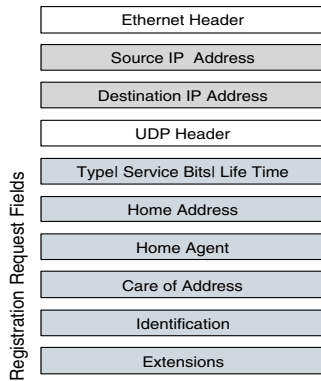 Ethernet Header
Source IP Address
Destination IP Address
UDP Header
Type| Service Bits| Life Time
Home Address
Home Agent
Care of Address
Identification
Extensions
Registration Request Fields